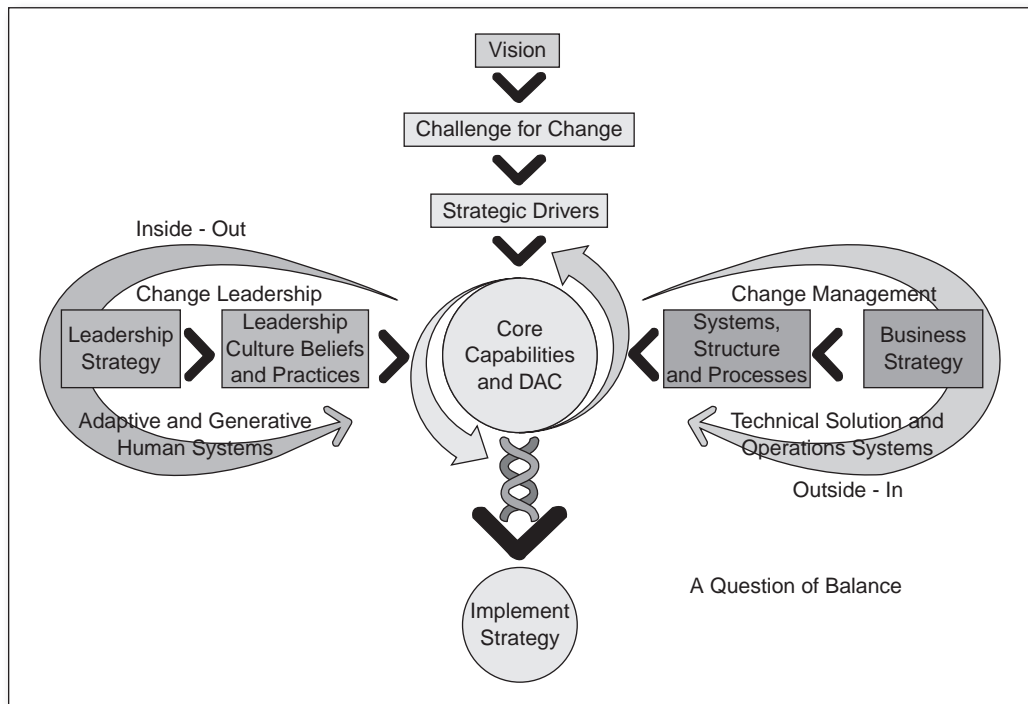 Vision
Challenge for Change
Strategic Drivers
Inside - Out
Change Leadership
Leadership
Strategy
Leadership
Culture Beliefs
and Practices
Adaptive and Generative
Human Systems
Core
Capabilities
and DAC
Change Management
Systems,
Structure
and Processes
Business
Strategy
Technical Solution and
Operations Systems
Outside - In
Implement
Strategy
A Question of Balance